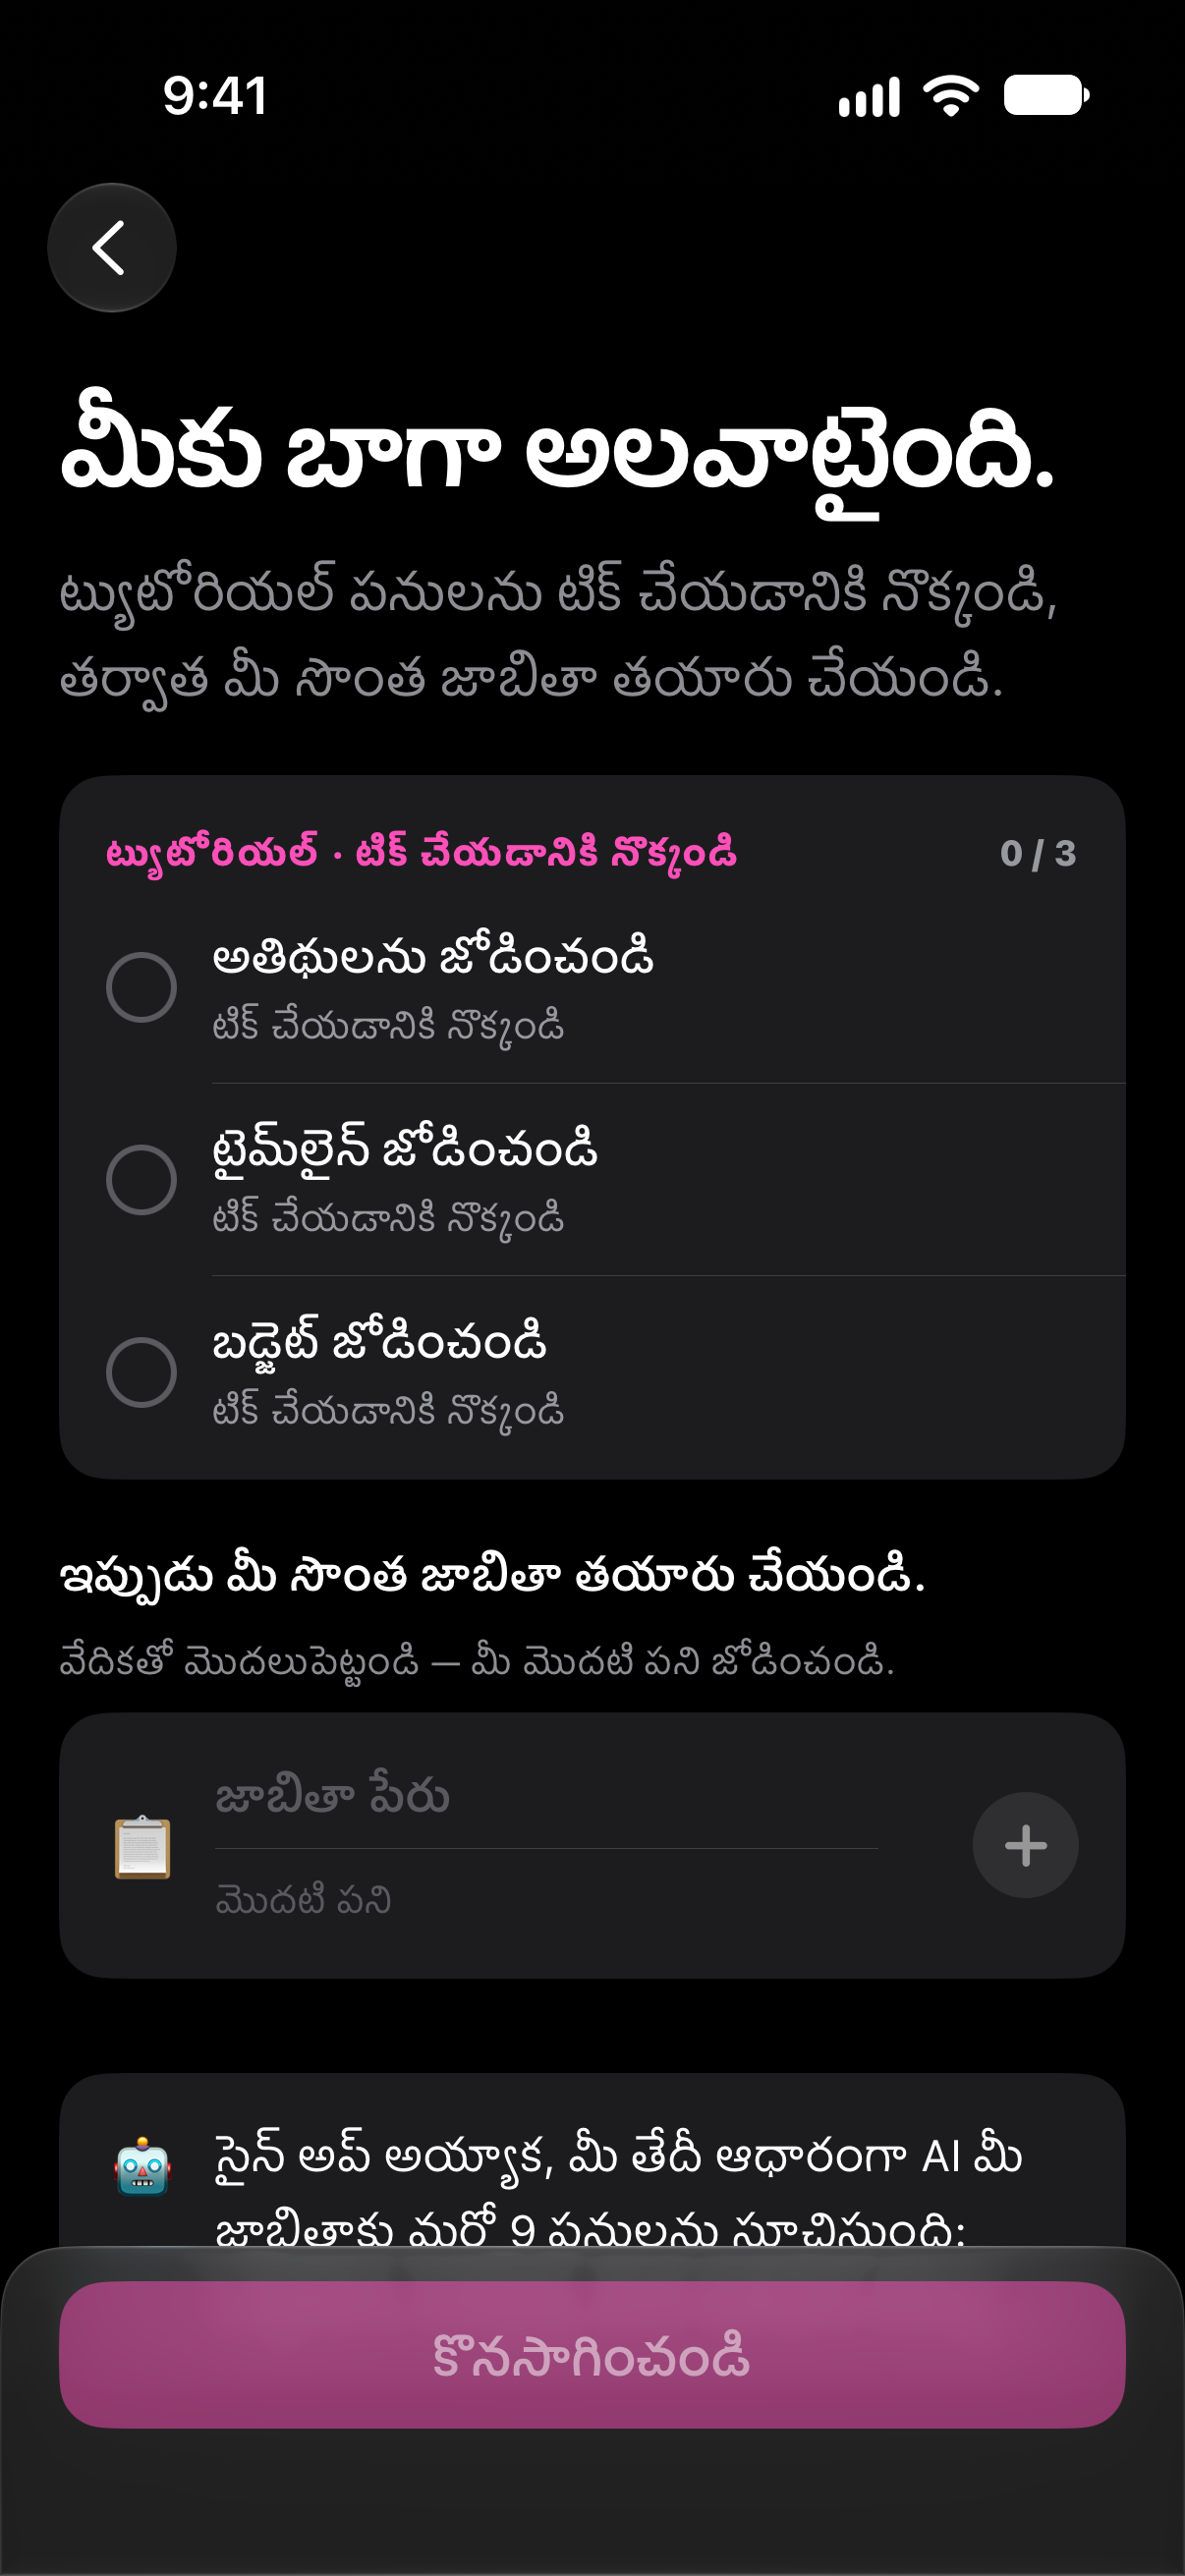 9:41
మీకు బాగా అలవాటైంది.
ట్యుటోరియల్ పనులను టిక్ చేయడానికి నొక్కండి,
తర్వాత మీ సొంత జాబితా తయారు చేయండి.
ట్యుటోరియల్ · టిక్ చేయడానికి నొక్కండి 0 / 3
అతిథులను జోడించండి
టిక్ చేయడానికి నొక్కండి
టైమ్‌లైన్ జోడించండి
టిక్ చేయడానికి నొక్కండి
బడ్జెట్ జోడించండి
టిక్ చేయడానికి నొక్కండి
ఇప్పుడు మీ సొంత జాబితా తయారు చేయండి.
వేదికతో మొదలుపెట్టండి — మీ మొదటి పని జోడించండి.
జాబితా పేరు
మొదటి పని
సైన్ అప్ అయ్యాక, మీ తేదీ ఆధారంగా AI మీ
జాబితాకు మరో 9 పనులను సూచిస్తుంది:
కొనసాగించండి